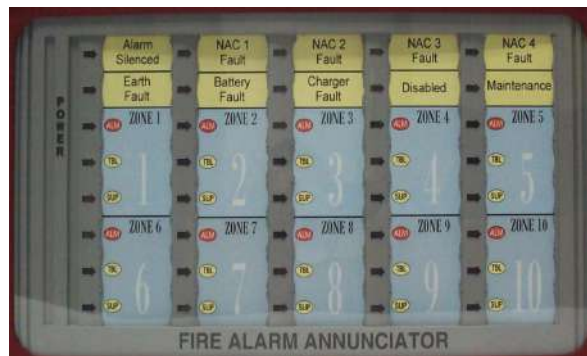 Alarm Silenced
NAC 1 Fault
NAC 2 Fault
NAC 3 Fault
NAC 4 Fault
Earth Fault
Battery Fault
Charger Fault
Disabled
Maintenance
POWER
ALM ZONE 1
TBL 1
SUP
ALM ZONE 2
TBL 2
SUP
ALM ZONE 3
TBL 3
SUP
ALM ZONE 4
TBL 4
SUP
ALM ZONE 5
TBL 5
SUP
ALM ZONE 6
TBL 6
SUP
ALM ZONE 7
TBL 7
SUP
ALM ZONE 8
TBL 8
SUP
ALM ZONE 9
TBL 9
SUP
ALM ZONE 10
TBL 10
SUP
FIRE ALARM ANNUNCIATOR